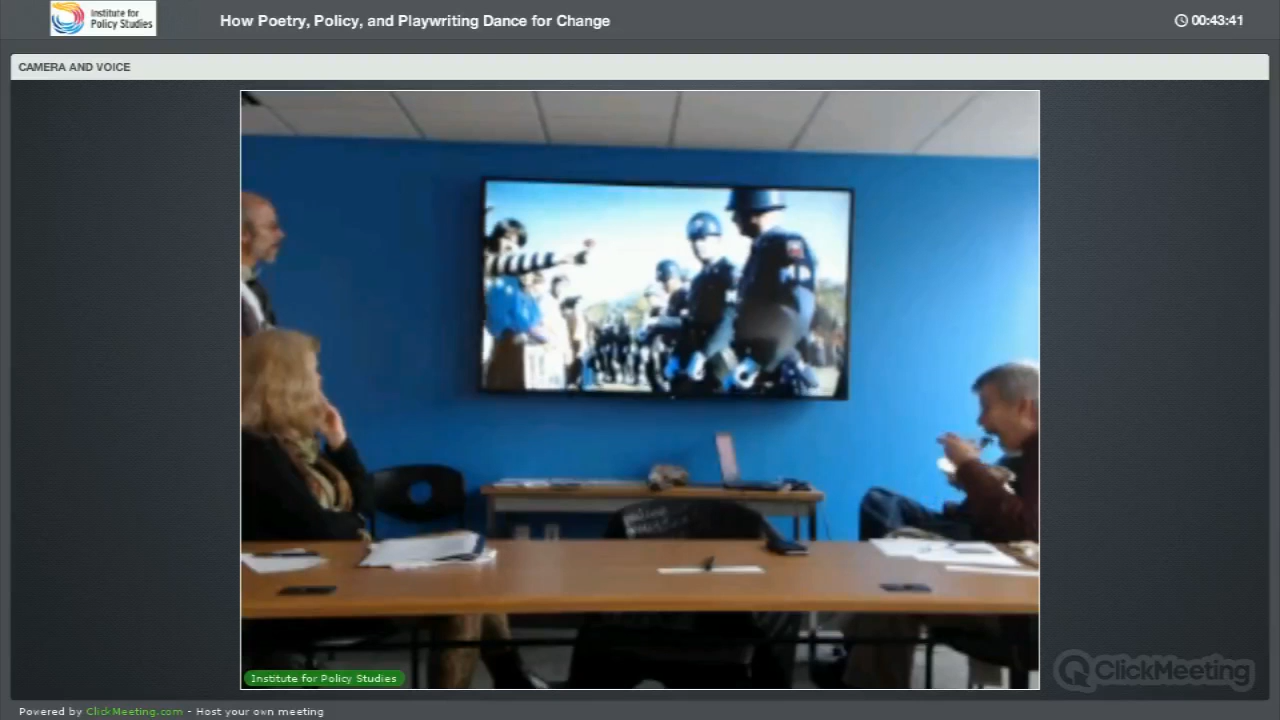 Institute for
Policy Studies
How Poetry, Policy, and Playwriting Dance for Change
00:43:41
CAMERA AND VOICE
Institute for Policy Studies
ClickMeeting
Powered by ClickMeeting.com - Host your own meeting